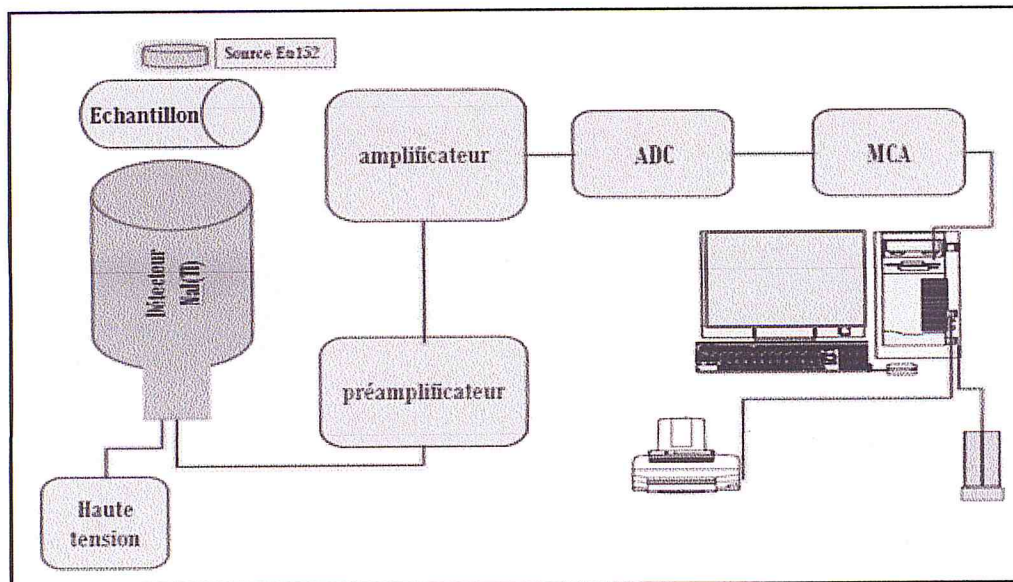 Source Eu152
Echantillon
amplificateur
ADC
MCA
Détecteur
NaI(Tl)
préamplificateur
Haute
tension